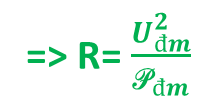 => R= U²đm / 𝒫đm